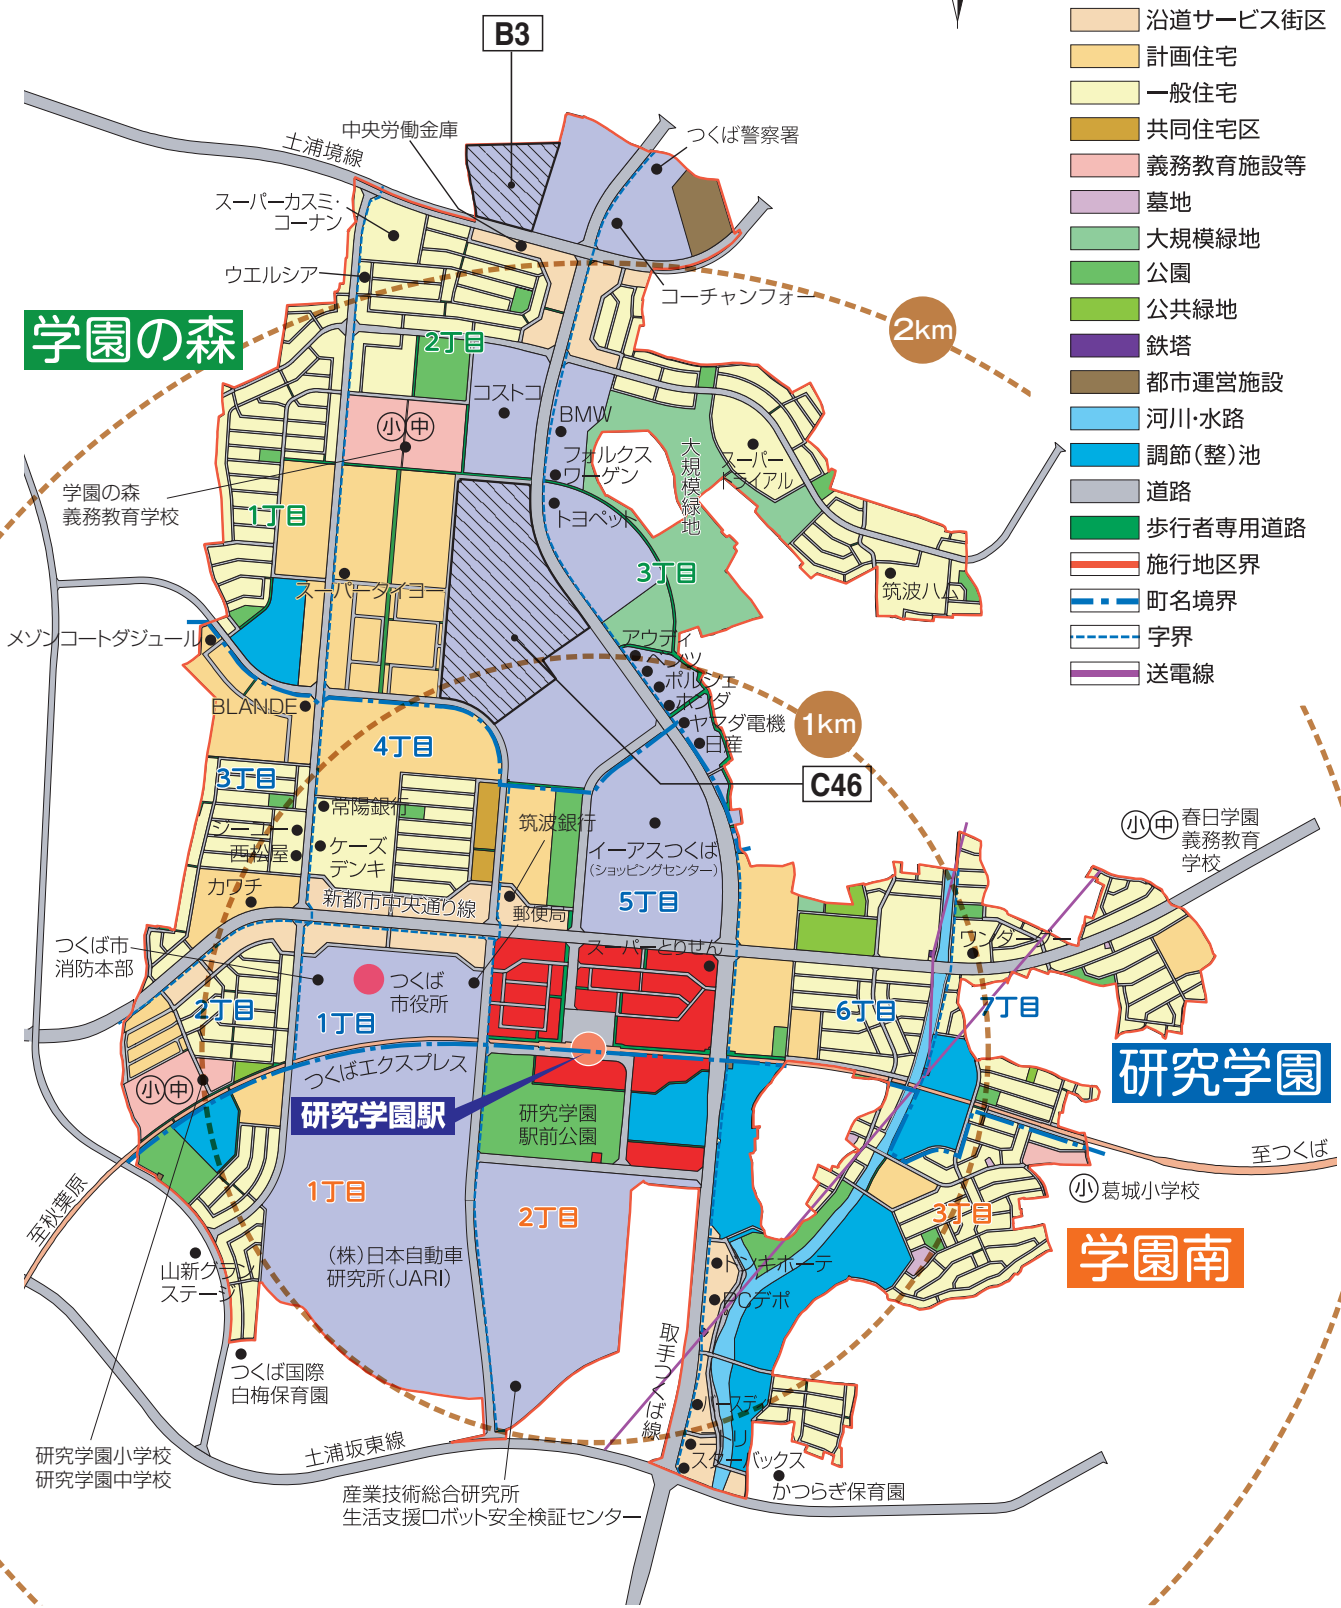 B3
沿道サービス街区
計画住宅
一般住宅
共同住宅区
義務教育施設等
墓地
大規模緑地
公園
公共緑地
鉄塔
都市運営施設
河川・水路
調節(整)池
道路
歩行者専用道路
施行地区界
町名境界
字界
送電線
中央労働金庫
土浦境線
つくば警察署
スーパーカスミ・
コーナン
ウエルシア
コーチャンフォー
2km
学園の森
2丁目
コストコ
BMW
フォルクス
ワーゲン
トヨペット
大規模緑地
スーパー
トライアル
小中
学園の森
義務教育学校
1丁目
3丁目
筑波ハム
スーパータイヨー
メゾンコートダジュール
アウディ
ベンツ
ポルシェ
ホンダ
ヤマダ電機
日産
1km
BLANDE
4丁目
3丁目
C46
常陽銀行
ジーユー
西松屋
ケーズ
デンキ
筑波銀行
イーアスつくば
(ショッピングセンター)
5丁目
カワチ
新都市中央通り線
郵便局
小中
春日学園
義務教育
学校
つくば市
消防本部
つくば
市役所
スーパーとりせん
ワンダーグー
2丁目
1丁目
6丁目
7丁目
つくばエクスプレス
研究学園
小中
研究学園駅
研究学園
駅前公園
至つくば
小
葛城小学校
至秋葉原
1丁目
2丁目
3丁目
学園南
(株)日本自動車
研究所(JARI)
山新グラン
ステージ
ドンキホーテ
PCデポ
取手つくば線
つくば国際
白梅保育園
バースデイ
スターバックス
かつらぎ保育園
研究学園小学校
研究学園中学校
土浦坂東線
産業技術総合研究所
生活支援ロボット安全検証センター